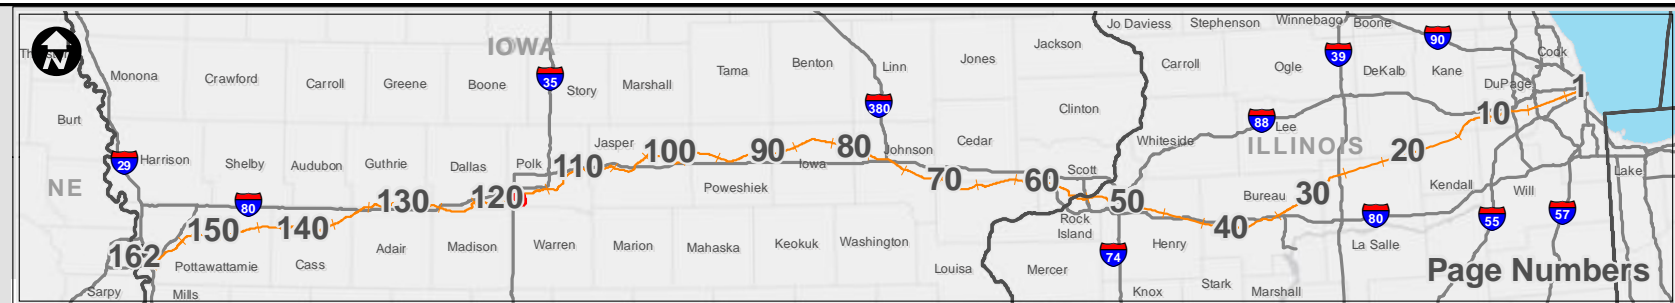 Jo Daviess Stephenson Winnebago Boone
N
Th
IOWA
Jackson
90
Cook
39
Monona Crawford Carroll Greene Boone
35
Story Marshall Tama Benton Linn Jones
Carroll Ogle DeKalb Kane DuPage
1
380
Clinton
10
Burt
88
Lee
Whiteside
ILLINOIS
20
Harrison
29
Shelby Audubon Guthrie Dallas Polk Jasper
110 100 90 80
Iowa Johnson Cedar
Scott
NE
80
150 140 130 120
Poweshiek
70 60 50 40 30
Bureau
Kendall Will Lake
162
Pottawattamie Cass Adair Madison Warren Marion Mahaska Keokuk Washington
Rock
Island
Henry
80
La Salle
55
57
74
Louisa Mercer
Page Numbers
Sarpy Mills
Knox Stark Marshall